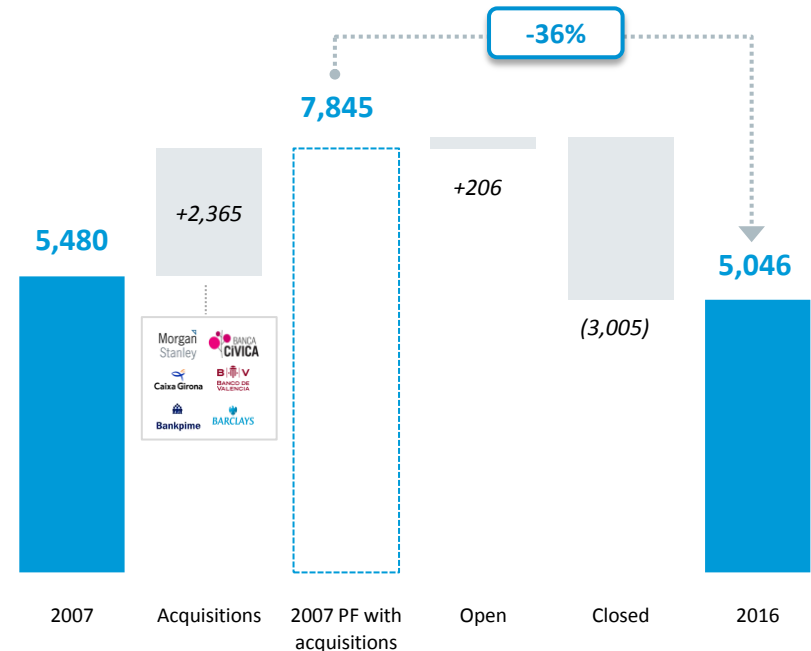 -36%
7,845
+2,365
+206
5,480
5,046
(3,005)
Morgan
Stanley
BANCA
CÍVICA
Caixa Girona
B V
BANCO DE
VALENCIA
Bankpime
BARCLAYS
2007
Acquisitions
2007 PF with
acquisitions
Open
Closed
2016